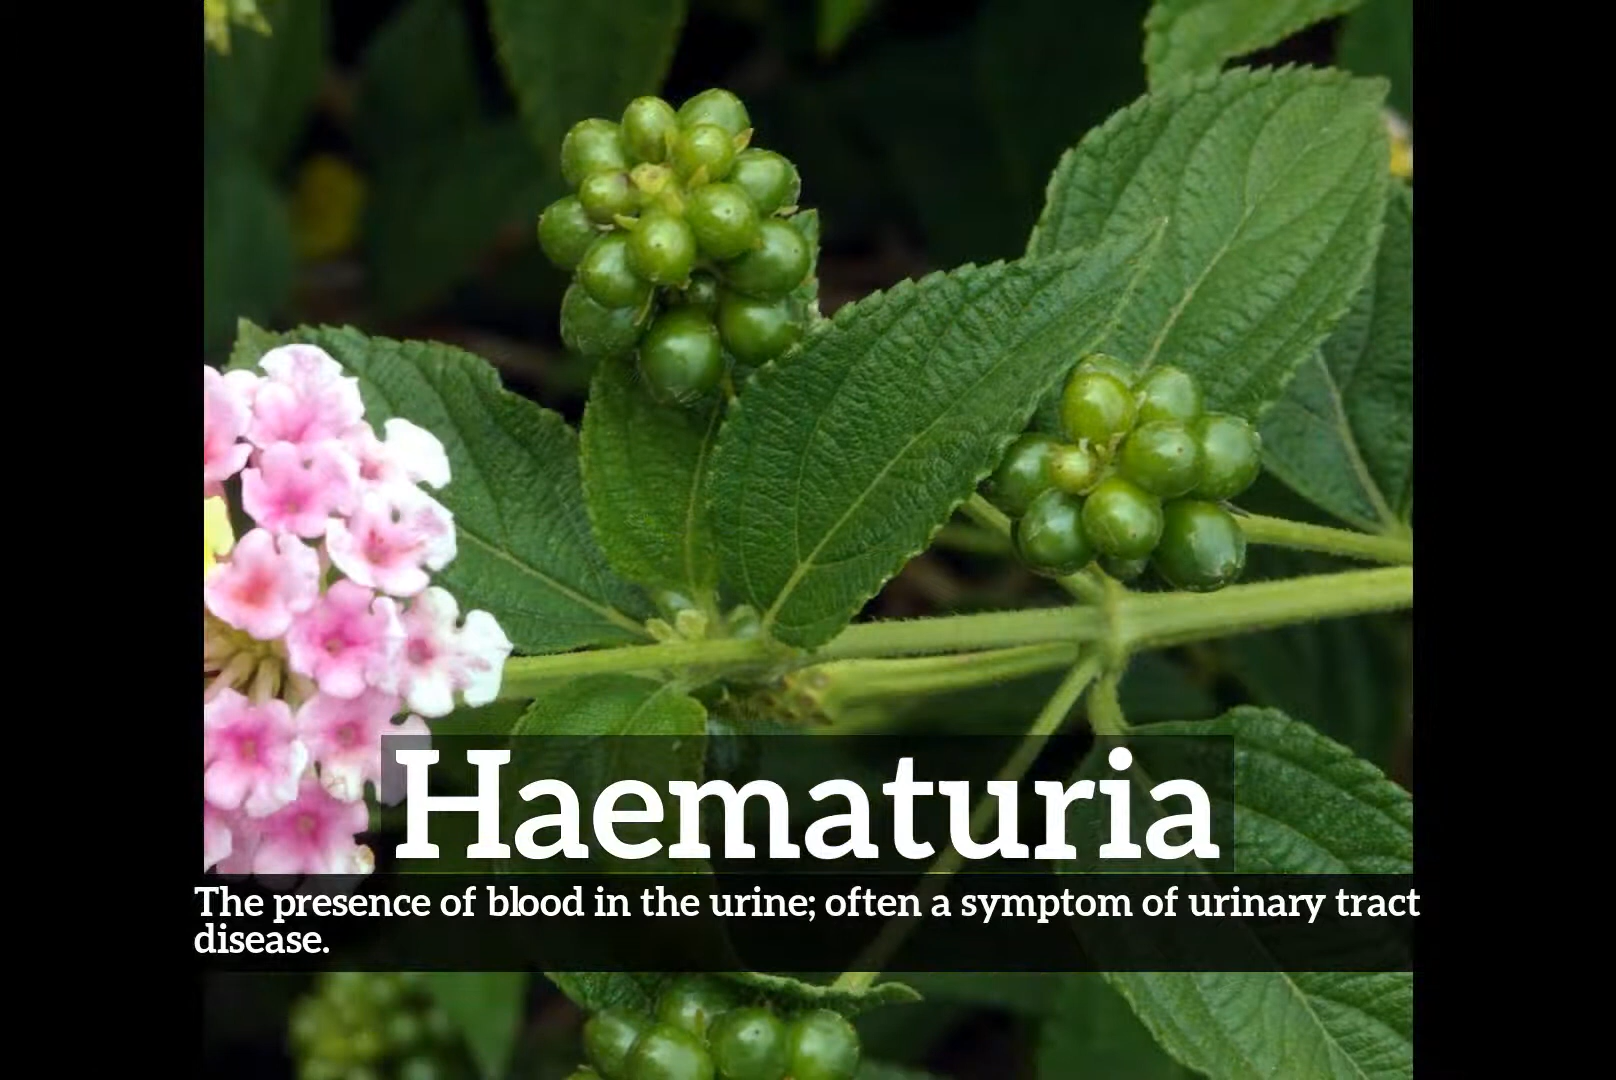 Haematuria
The presence of blood in the urine; often a symptom of urinary tract
disease.